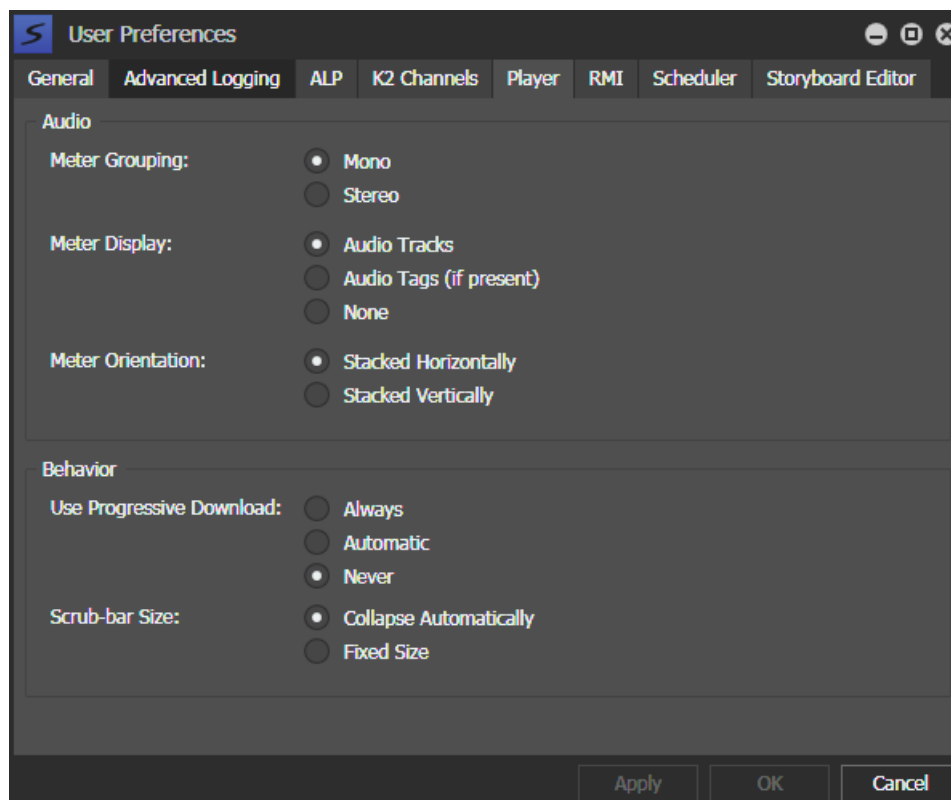 User Preferences
General Advanced Logging ALP K2 Channels Player RMI Scheduler Storyboard Editor
Audio
Meter Grouping: Mono
Stereo
Meter Display: Audio Tracks
Audio Tags (if present)
None
Meter Orientation: Stacked Horizontally
Stacked Vertically
Behavior
Use Progressive Download: Always
Automatic
Never
Scrub-bar Size: Collapse Automatically
Fixed Size
Apply OK Cancel